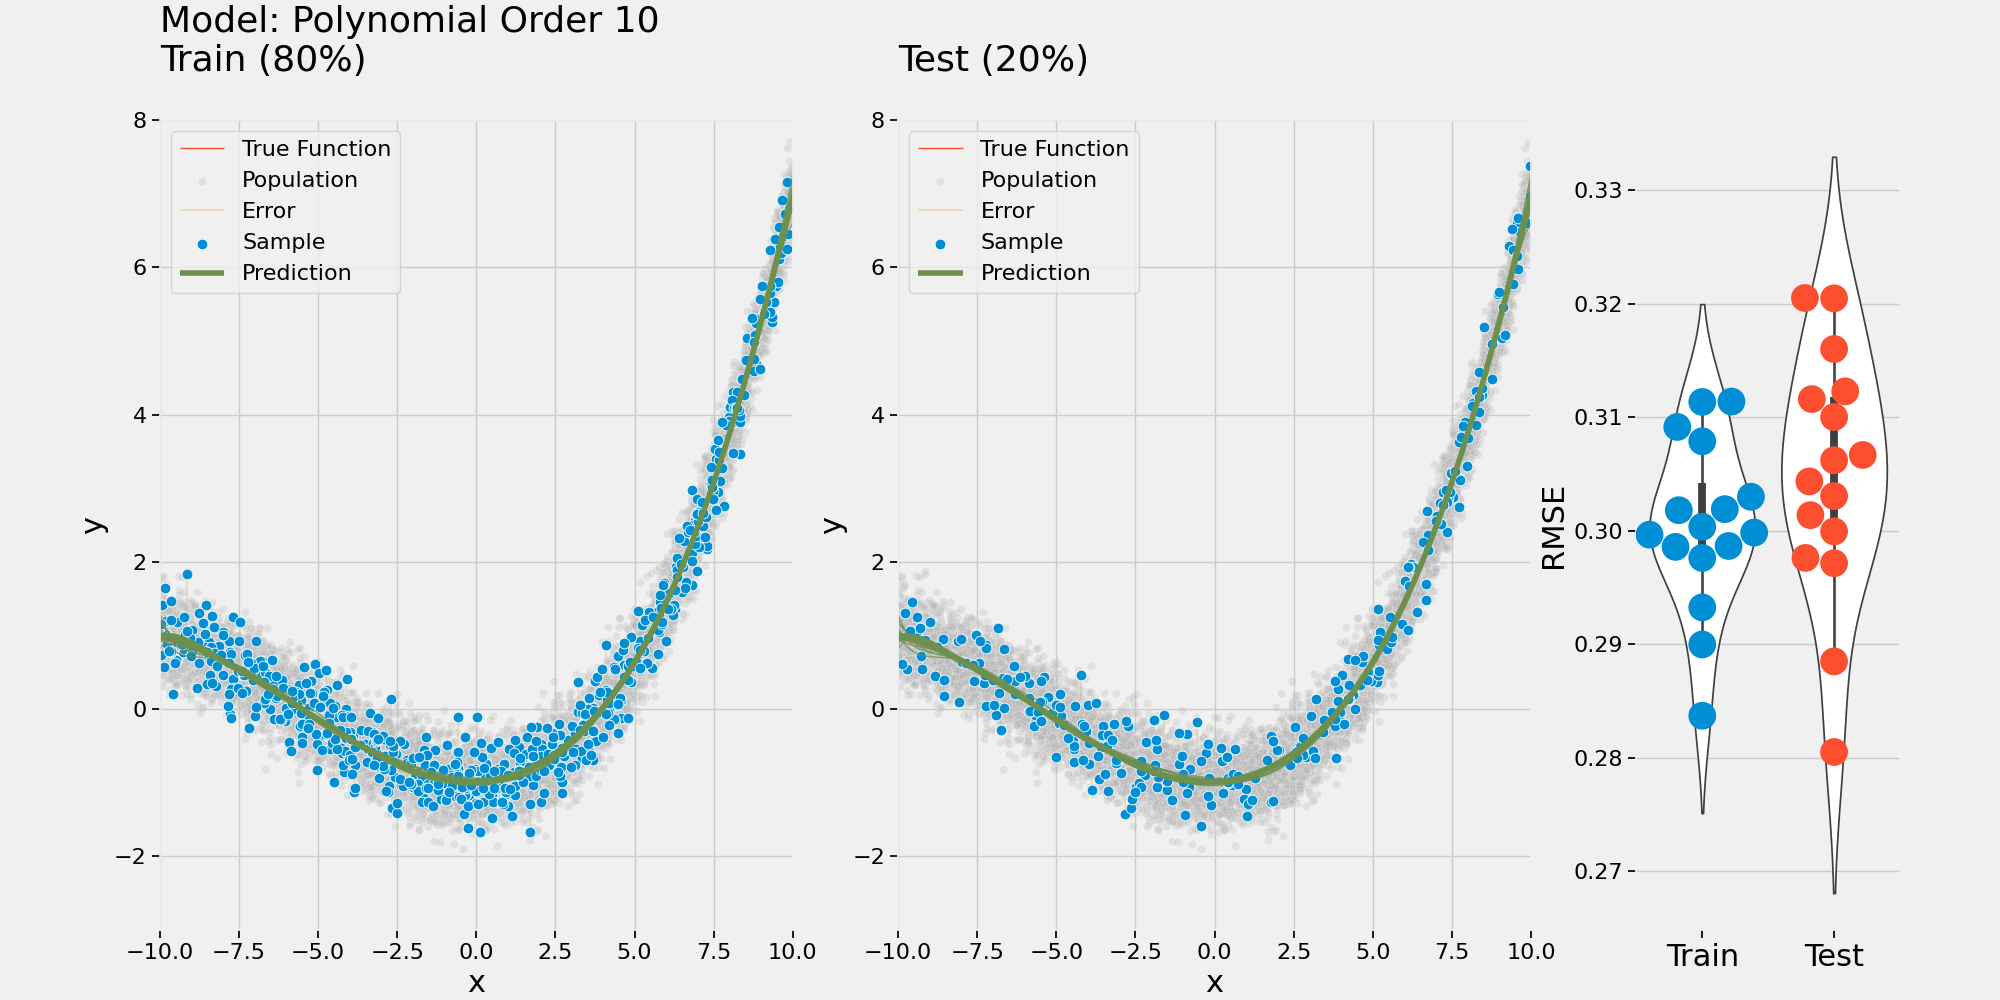 Model: Polynomial Order 10
Train (80%)
Test (20%)
8
6
4
2
0
−2
y
True Function
Population
Error
Sample
Prediction
−10.0 −7.5 −5.0 −2.5 0.0 2.5 5.0 7.5 10.0
x
8
6
4
2
0
−2
y
True Function
Population
Error
Sample
Prediction
−10.0 −7.5 −5.0 −2.5 0.0 2.5 5.0 7.5 10.0
x
0.33
0.32
0.31
0.30
0.29
0.28
0.27
RMSE
Train Test